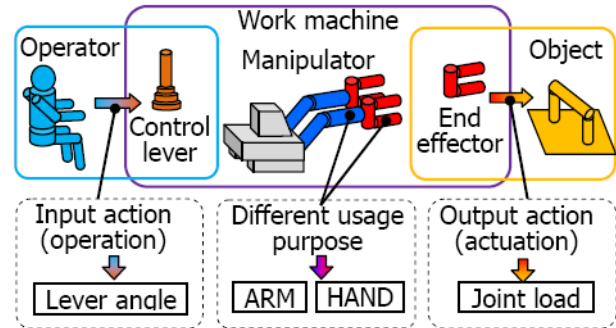 Work machine
Operator
Manipulator
Object
Control
lever
End
effector
Input action
(operation)
Different usage
purpose
Output action
(actuation)
Lever angle
ARM
HAND
Joint load